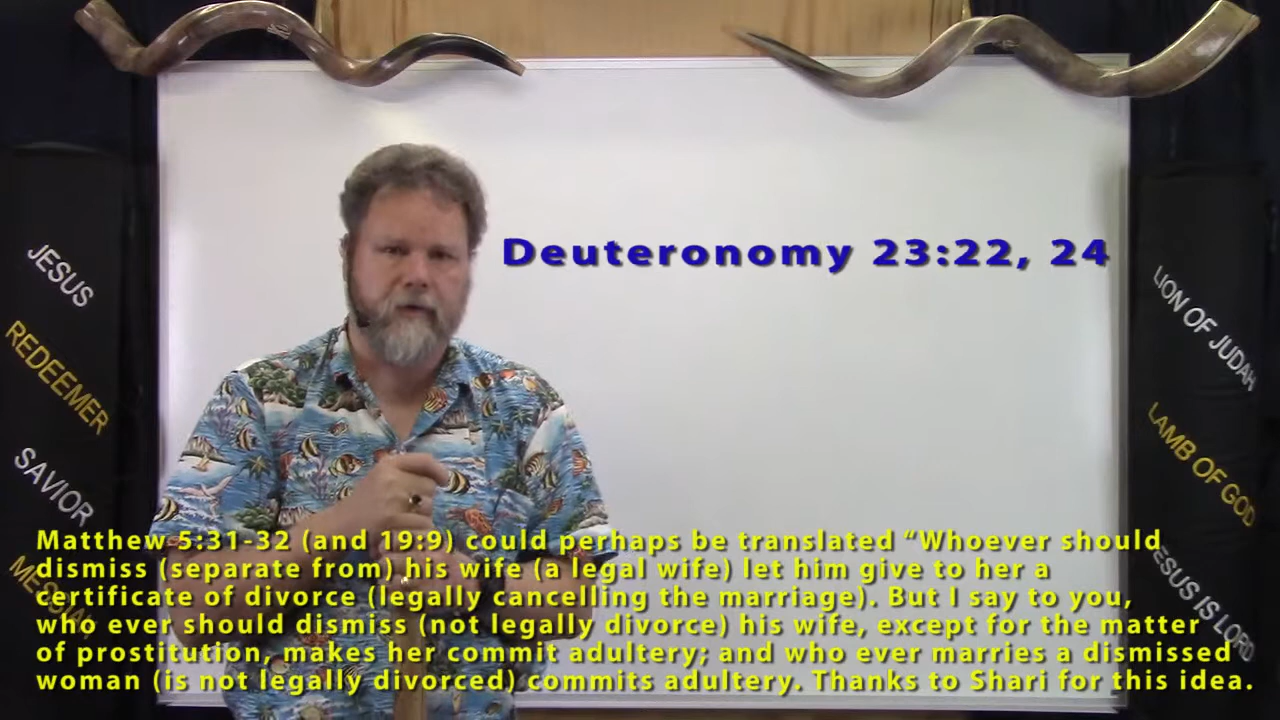 Deuteronomy 23:22, 24
JESUS
REDEEMER
SAVIOR
LION OF JUDAH
LAMB OF GOD
JESUS IS LORD
Matthew 5:31-32 (and 19:9) could perhaps be translated “Whoever should
dismiss (separate from) his wife (a legal wife) let him give to her a
certificate of divorce (legally cancelling the marriage). But I say to you,
who ever should dismiss (not legally divorce) his wife, except for the matter
of prostitution, makes her commit adultery; and who ever marries a dismissed
woman (is not legally divorced) commits adultery. Thanks to Shari for this idea.